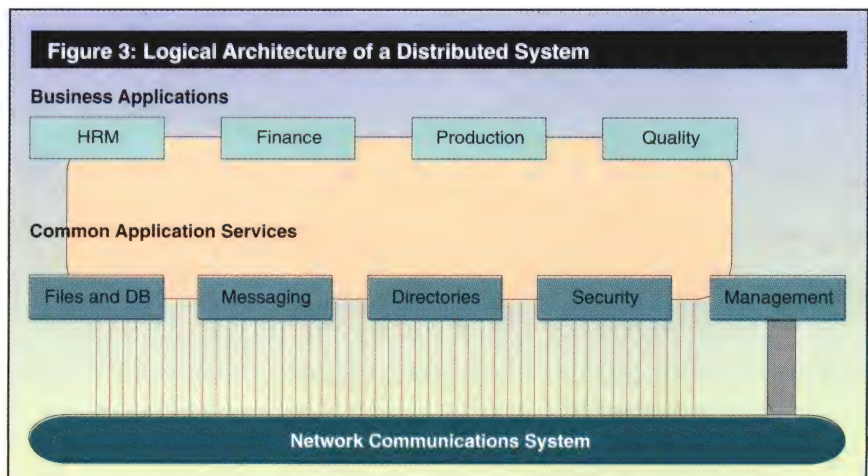 Figure 3: Logical Architecture of a Distributed System
Business Applications
HRM Finance Production Quality
Common Application Services
Files and DB Messaging Directories Security Management
Network Communications System